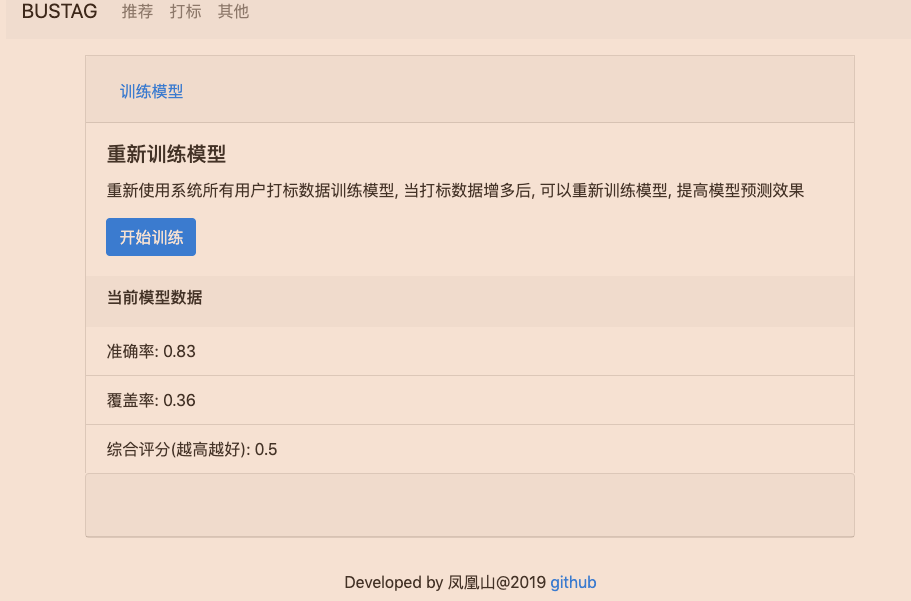 BUSTAG 推荐 打标 其他
训练模型
重新训练模型
重新使用系统所有用户打标数据训练模型, 当打标数据增多后, 可以重新训练模型, 提高模型预测效果
开始训练
当前模型数据
准确率: 0.83
覆盖率: 0.36
综合评分(越高越好): 0.5
Developed by 凤凰山@2019 github